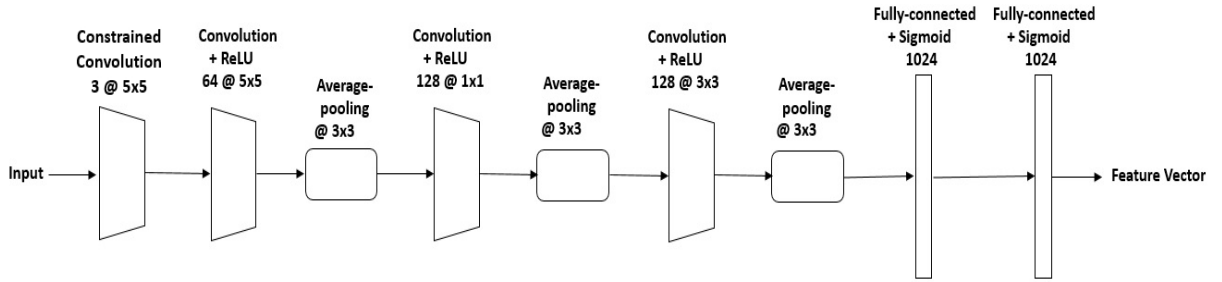 Input
Constrained
Convolution
3 @ 5x5
Convolution
+ ReLU
64 @ 5x5
Average-
pooling
@ 3x3
Convolution
+ ReLU
128 @ 1x1
Average-
pooling
@ 3x3
Convolution
+ ReLU
128 @ 3x3
Average-
pooling
@ 3x3
Fully-connected
+ Sigmoid
1024
Fully-connected
+ Sigmoid
1024
Feature Vector